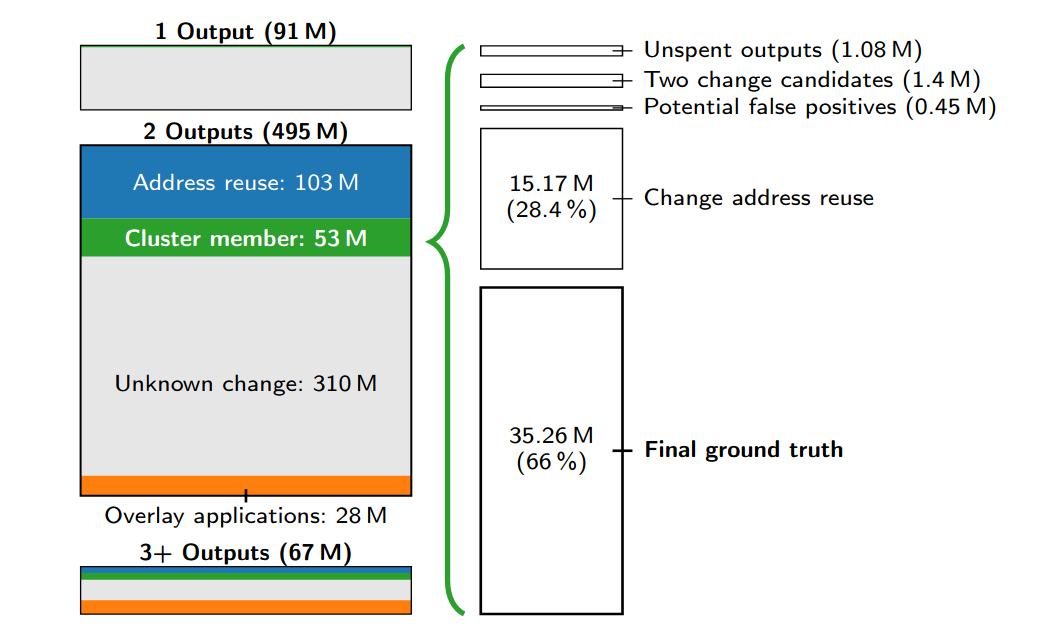 1 Output (91 M)
2 Outputs (495 M)
Address reuse: 103 M
Cluster member: 53 M
Unknown change: 310 M
Overlay applications: 28 M
3+ Outputs (67 M)
Unspent outputs (1.08 M)
Two change candidates (1.4 M)
Potential false positives (0.45 M)
15.17 M
(28.4 %)
Change address reuse
35.26 M
(66 %)
Final ground truth